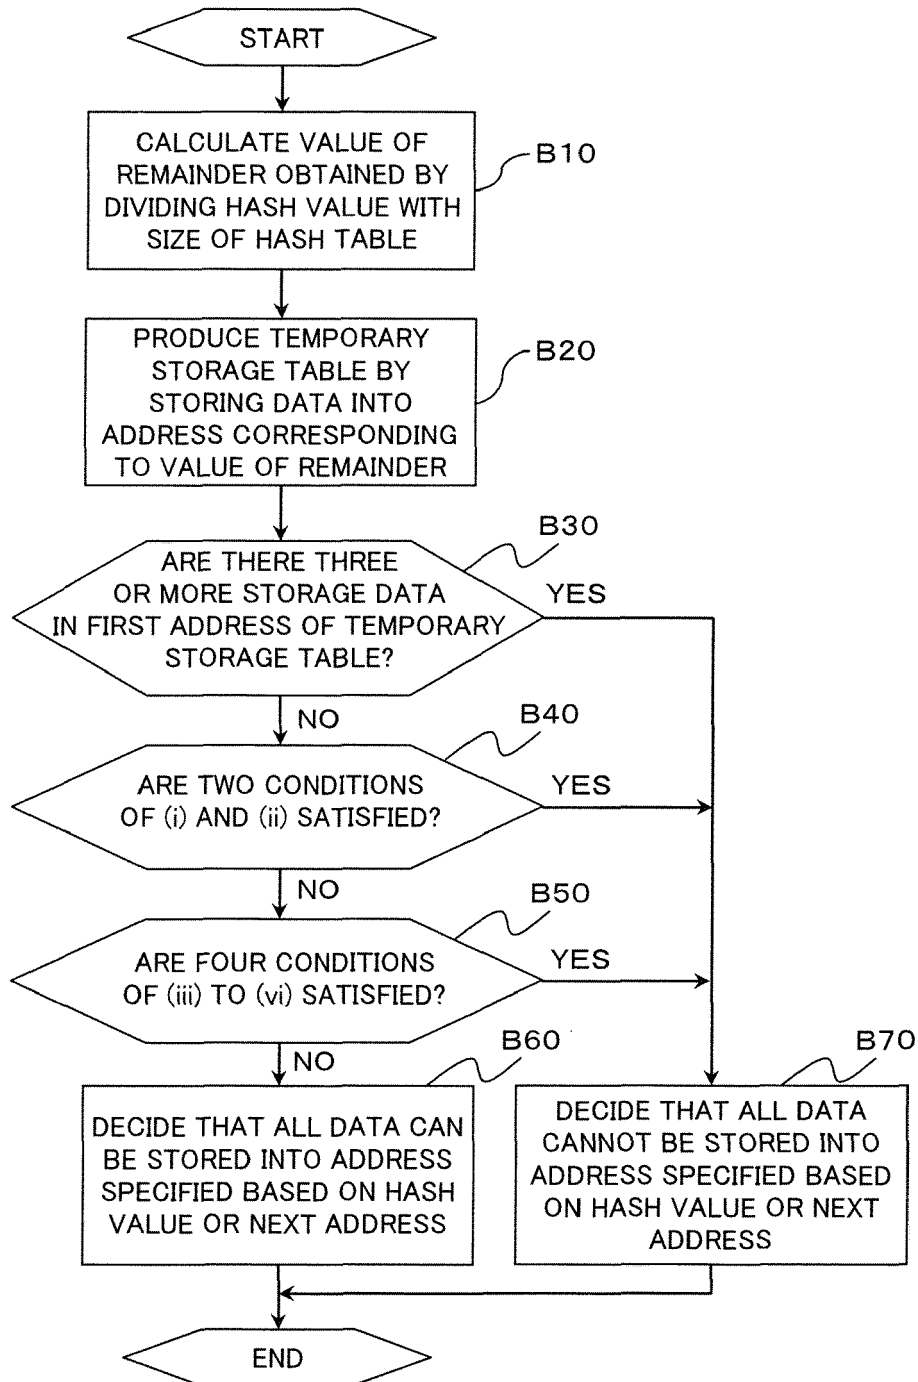 START
CALCULATE VALUE OF
REMAINDER OBTAINED BY
DIVIDING HASH VALUE WITH
SIZE OF HASH TABLE
B10
PRODUCE TEMPORARY
STORAGE TABLE BY
STORING DATA INTO
ADDRESS CORRESPONDING
TO VALUE OF REMAINDER
B20
B30
ARE THERE THREE
OR MORE STORAGE DATA
IN FIRST ADDRESS OF TEMPORARY
STORAGE TABLE?
YES
NO
B40
ARE TWO CONDITIONS
OF (i) AND (ii) SATISFIED?
YES
NO
B50
ARE FOUR CONDITIONS
OF (iii) TO (vi) SATISFIED?
YES
NO
B60
DECIDE THAT ALL DATA CAN
BE STORED INTO ADDRESS
SPECIFIED BASED ON HASH
VALUE OR NEXT ADDRESS
B70
DECIDE THAT ALL DATA
CANNOT BE STORED INTO
ADDRESS SPECIFIED BASED
ON HASH VALUE OR NEXT
ADDRESS
END